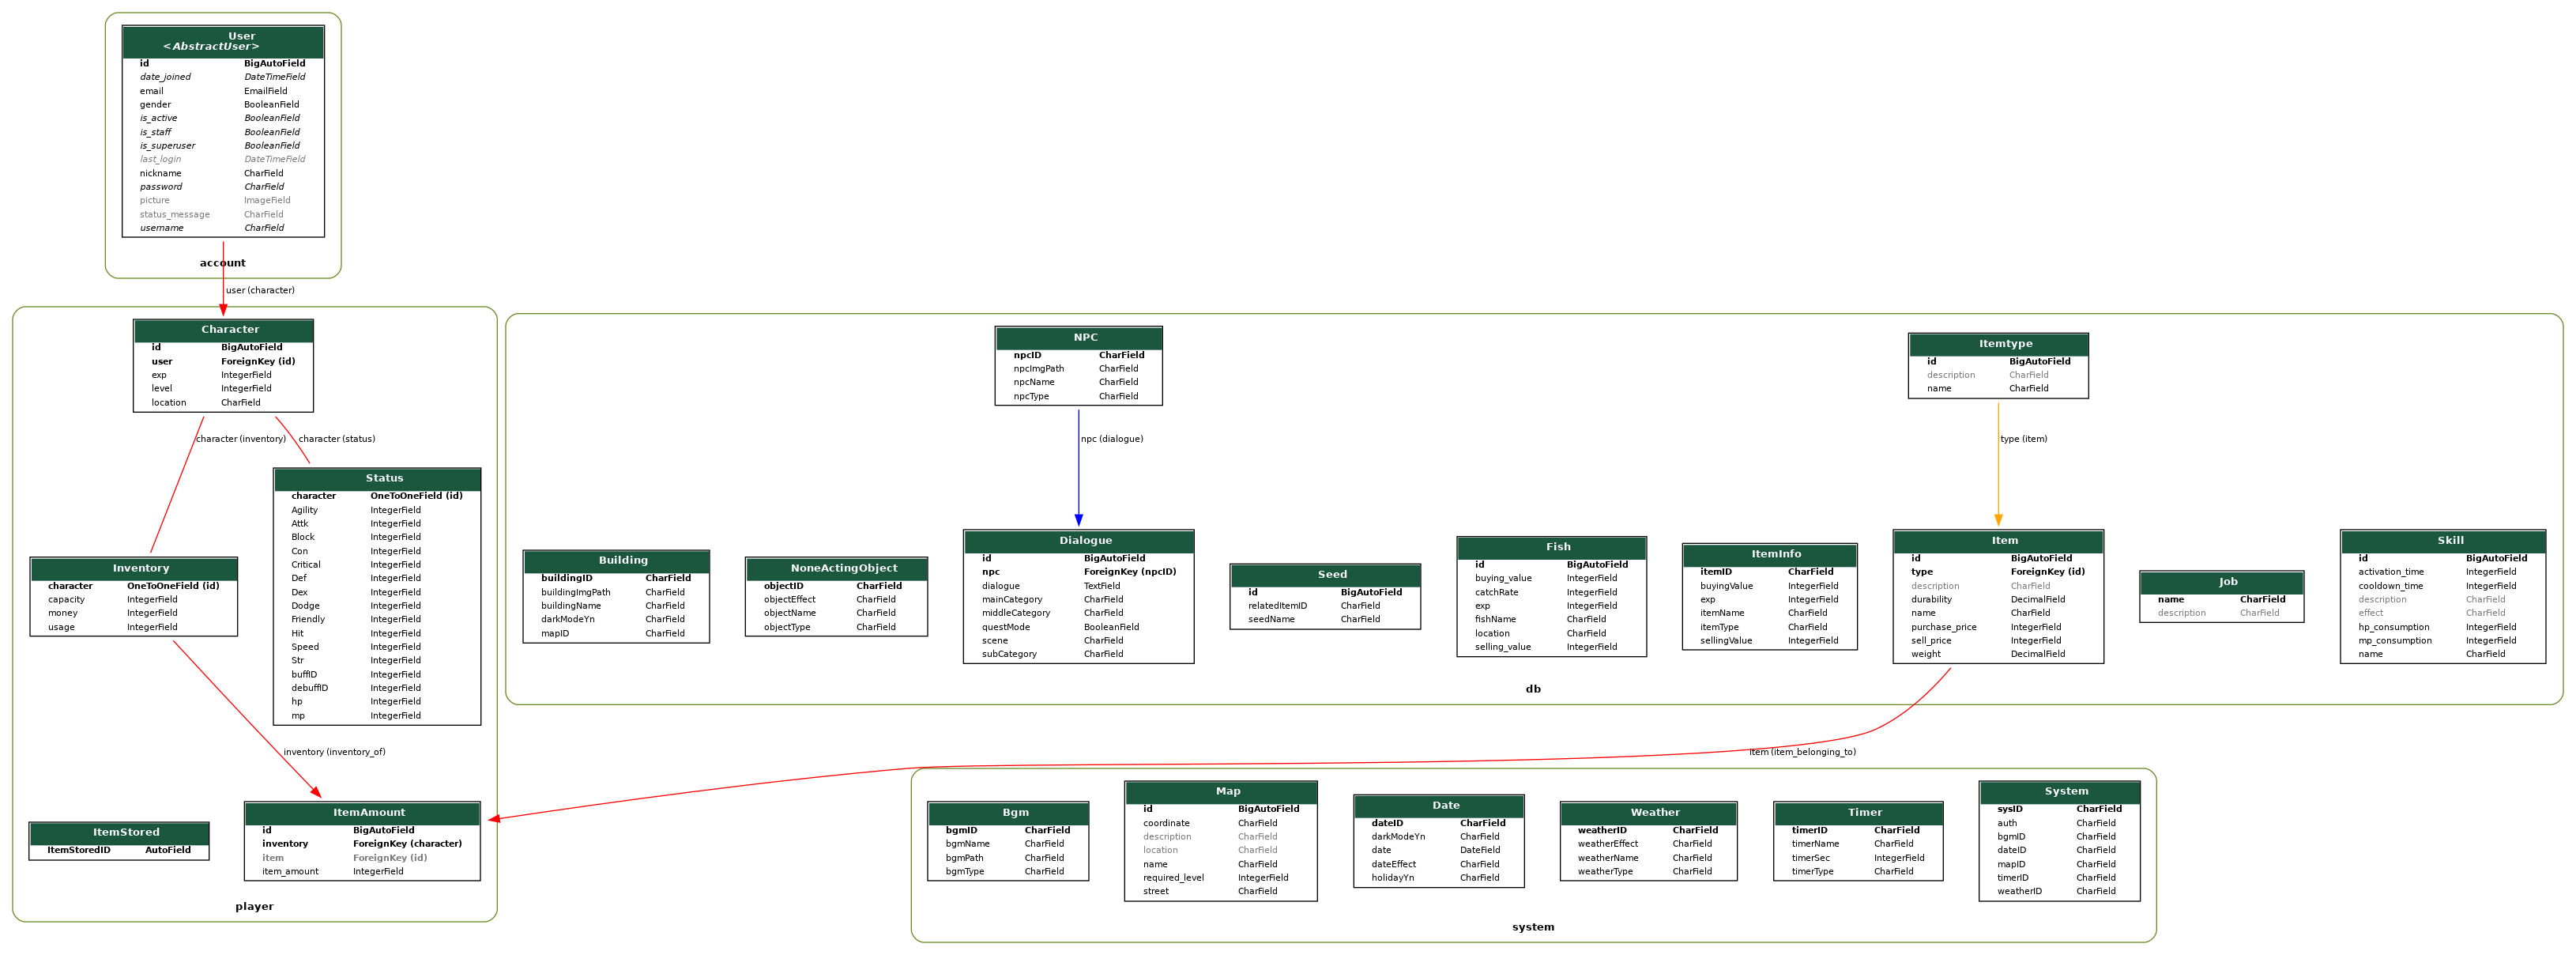 User
<AbstractUser>
id BigAutoField
date_joined DateTimeField
email EmailField
gender BooleanField
is_active BooleanField
is_staff BooleanField
is_superuser BooleanField
last_login DateTimeField
nickname CharField
password CharField
picture ImageField
status_message CharField
username CharField
account
user (character)
Character
id BigAutoField
user ForeignKey (id)
exp IntegerField
level IntegerField
location CharField
character (inventory)
character (status)
Status
character OneToOneField (id)
Agility IntegerField
Attk IntegerField
Block IntegerField
Con IntegerField
Critical IntegerField
Def IntegerField
Dex IntegerField
Dodge IntegerField
Friendly IntegerField
Hit IntegerField
Speed IntegerField
Str IntegerField
buffID IntegerField
debuffID IntegerField
hp IntegerField
mp IntegerField
Inventory
character OneToOneField (id)
capacity IntegerField
money IntegerField
usage IntegerField
inventory (inventory_of)
ItemStored
ItemStoredID AutoField
ItemAmount
id BigAutoField
inventory ForeignKey (character)
item ForeignKey (id)
item_amount IntegerField
player
NPC
npcID CharField
npcImgPath CharField
npcName CharField
npcType CharField
npc (dialogue)
Itemtype
id BigAutoField
description CharField
name CharField
type (item)
Building
buildingID CharField
buildingImgPath CharField
buildingName CharField
darkModeYn CharField
mapID CharField
NoneActingObject
objectID CharField
objectEffect CharField
objectName CharField
objectType CharField
Dialogue
id BigAutoField
npc ForeignKey (npcID)
dialogue TextField
mainCategory CharField
middleCategory CharField
questMode BooleanField
scene CharField
subCategory CharField
Seed
id BigAutoField
relatedItemID CharField
seedName CharField
Fish
id BigAutoField
buying_value IntegerField
catchRate IntegerField
exp IntegerField
fishName CharField
location CharField
selling_value IntegerField
ItemInfo
itemID CharField
buyingValue IntegerField
exp IntegerField
itemName CharField
itemType CharField
sellingValue IntegerField
Item
id BigAutoField
type ForeignKey (id)
description CharField
durability DecimalField
name CharField
purchase_price IntegerField
sell_price IntegerField
weight DecimalField
Job
name CharField
description CharField
Skill
id BigAutoField
activation_time IntegerField
cooldown_time IntegerField
description CharField
effect CharField
hp_consumption IntegerField
mp_consumption IntegerField
name CharField
db
item (item_belonging_to)
Bgm
bgmID CharField
bgmName CharField
bgmPath CharField
bgmType CharField
Map
id BigAutoField
coordinate CharField
description CharField
location CharField
name CharField
required_level IntegerField
street CharField
Date
dateID CharField
darkModeYn CharField
date DateField
dateEffect CharField
holidayYn CharField
Weather
weatherID CharField
weatherEffect CharField
weatherName CharField
weatherType CharField
Timer
timerID CharField
timerName CharField
timerSec IntegerField
timerType CharField
System
sysID CharField
auth CharField
bgmID CharField
dateID CharField
mapID CharField
timerID CharField
weatherID CharField
system